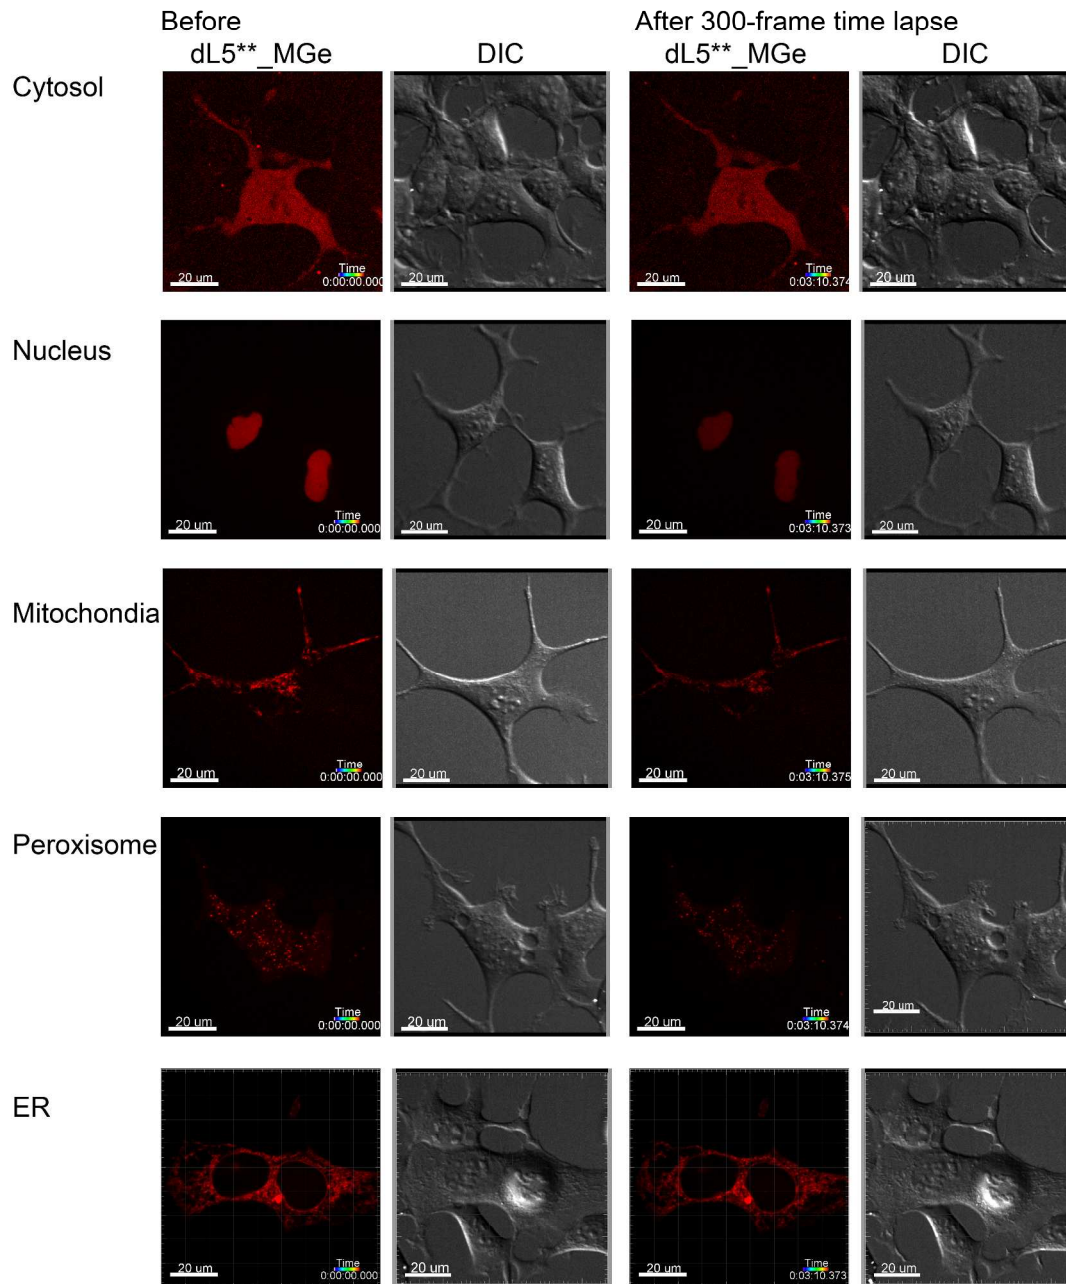 Before After 300-frame time lapse
dL5**_MGe DIC dL5**_MGe DIC
Cytosol
Time Time
20 um 0:00:00.000 20 um 20 um 0:03:10.374 20 um
Nucleus
Time Time
20 um 0:00:00.000 20 um 20 um 0:03:10.373 20 um
Mitochondia
Time Time
20 um 0:00:00.000 20 um 20 um 0:03:10.375 20 um
Peroxisome
20 um
Time Time
20 um 0:00:00.000 20 um 20 um 0:03:10.374
ER
Time Time
20 um 0:00:00.000 20 um 20 um 0:03:10.373 20 um